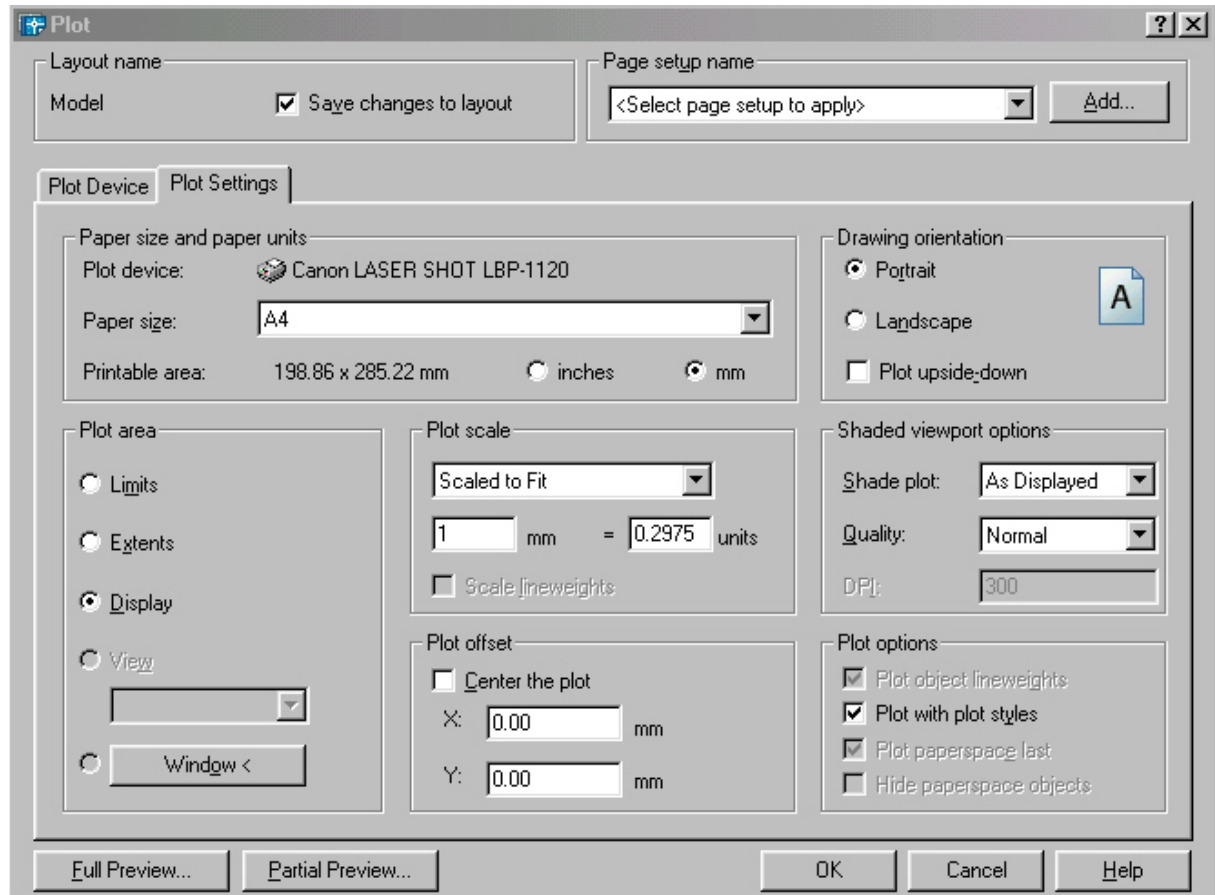 Plot
Layout name
Model
Save changes to layout
Page setup name
<Select page setup to apply>
Add...
Plot Device
Plot Settings
Paper size and paper units
Plot device:
Canon LASER SHOT LBP-1120
Paper size:
A4
Printable area:
198.86 x 285.22 mm
inches
mm
Drawing orientation
Portrait
Landscape
A
Plot upside-down
Plot area
Limits
Extents
Display
View
Window <
Plot scale
Scaled to Fit
1 mm = 0.2975 units
Scale lineweights
Plot offset
Center the plot
X: 0.00 mm
Y: 0.00 mm
Shaded viewport options
Shade plot: As Displayed
Quality: Normal
DPI: 300
Plot options
Plot object lineweights
Plot with plot styles
Plot paperspace last
Hide paperspace objects
Full Preview...
Partial Preview...
OK
Cancel
Help